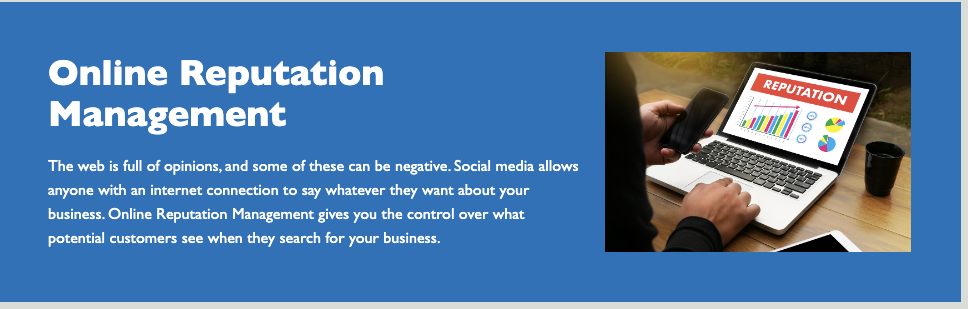 Online Reputation
Management
The web is full of opinions, and some of these can be negative. Social media allows
anyone with an internet connection to say whatever they want about your
business. Online Reputation Management gives you the control over what
potential customers see when they search for your business.
REPUTATION